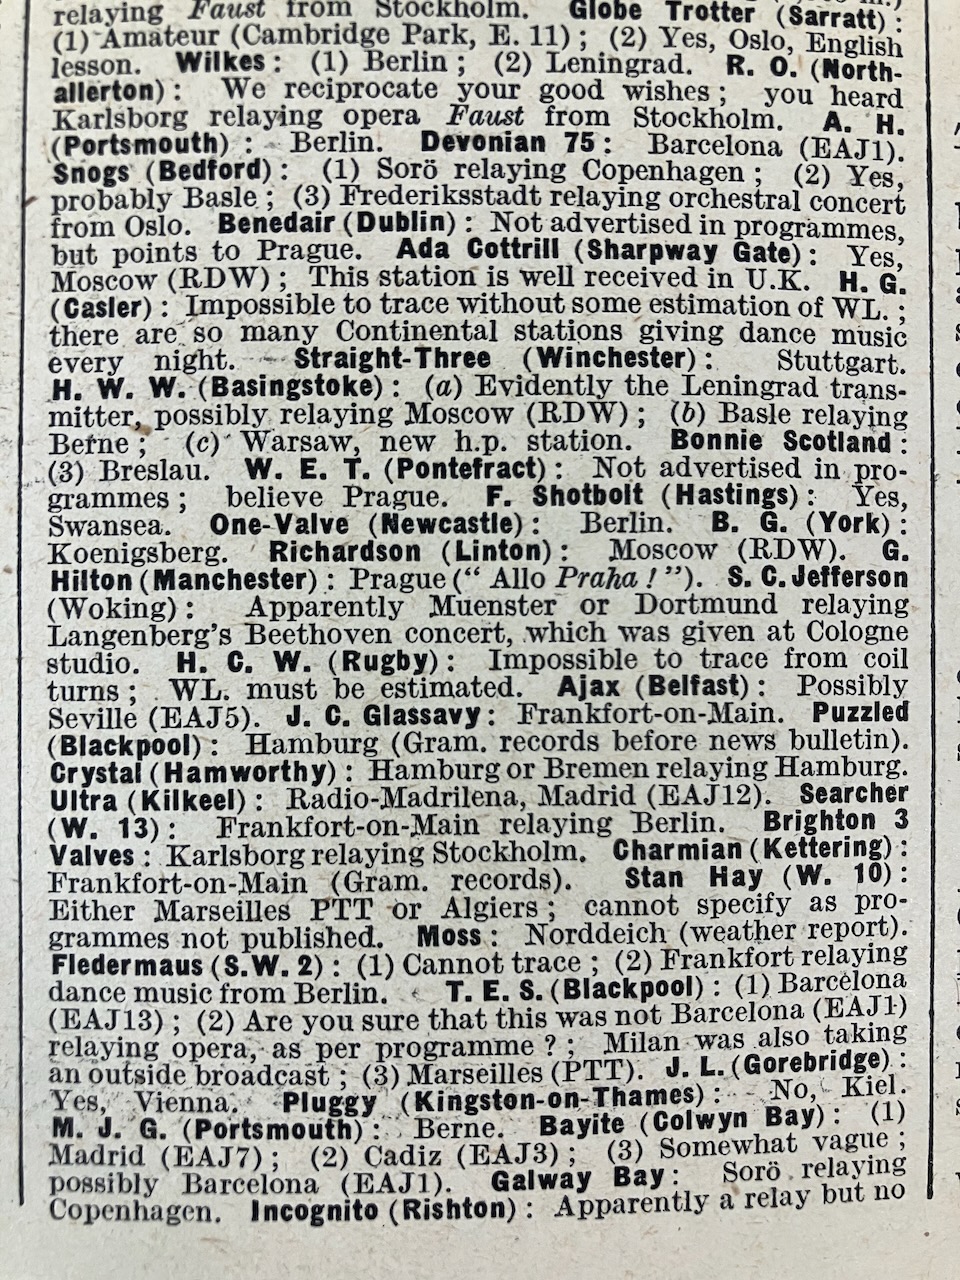 relaying Faust from Stockholm. Globe Trotter (Sarratt) :
(1) Amateur (Cambridge Park, E. 11) ; (2) Yes, Oslo, English
lesson. Wilkes : (1) Berlin ; (2) Leningrad. R. O. (North-
allerton) : We reciprocate your good wishes ; you heard
Karlsborg relaying opera Faust from Stockholm. A. H.
(Portsmouth) : Berlin. Devonian 75 : Barcelona (EAJ1).
Snogs (Bedford) : (1) Sorö relaying Copenhagen ; (2) Yes,
probably Basle ; (3) Frederiksstadt relaying orchestral concert
from Oslo. Benedair (Dublin) : Not advertised in programmes,
but points to Prague. Ada Cottrill (Sharpway Gate) : Yes,
Moscow (RDW) ; This station is well received in U.K. H. G.
(Casler) : Impossible to trace without some estimation of WL. ;
there are so many Continental stations giving dance music
every night. Straight-Three (Winchester) : Stuttgart.
H. W. W. (Basingstoke) : (a) Evidently the Leningrad trans-
mitter, possibly relaying Moscow (RDW) ; (b) Basle relaying
Berne ; (c) Warsaw, new h.p. station. Bonnie Scotland :
(3) Breslau. W. E. T. (Pontefract) : Not advertised in pro-
grammes ; believe Prague. F. Shotbolt (Hastings) : Yes,
Swansea. One-Valve (Newcastle) : Berlin. B. G. (York) :
Koenigsberg. Richardson (Linton) : Moscow (RDW). G.
Hilton (Manchester) : Prague (“ Allo Praha ! ”). S. C. Jefferson
(Woking) : Apparently Muenster or Dortmund relaying
Langenberg's Beethoven concert, which was given at Cologne
studio. H. C. W. (Rugby) : Impossible to trace from coil
turns ; WL. must be estimated. Ajax (Belfast) : Possibly
Seville (EAJ5). J. C. Glassavy : Frankfort-on-Main. Puzzled
(Blackpool) : Hamburg (Gram. records before news bulletin).
Crystal (Hamworthy) : Hamburg or Bremen relaying Hamburg.
Ultra (Kilkeel) : Radio-Madrilena, Madrid (EAJ12). Searcher
(W. 13) : Frankfort-on-Main relaying Berlin. Brighton 3
Valves : Karlsborg relaying Stockholm. Charmian (Kettering) :
Frankfort-on-Main (Gram. records). Stan Hay (W. 10) :
Either Marseilles PTT or Algiers ; cannot specify as pro-
grammes not published. Moss : Norddeich (weather report).
Fledermaus (S.W. 2) : (1) Cannot trace ; (2) Frankfort relaying
dance music from Berlin. T. E. S. (Blackpool) : (1) Barcelona
(EAJ13) ; (2) Are you sure that this was not Barcelona (EAJ1)
relaying opera, as per programme ? ; Milan was also taking
an outside broadcast ; (3) Marseilles (PTT). J. L. (Gorebridge) :
Yes, Vienna. Pluggy (Kingston-on-Thames) : No, Kiel.
M. J. G. (Portsmouth) : Berne. Bayite (Colwyn Bay) : (1)
Madrid (EAJ7) ; (2) Cadiz (EAJ3) ; (3) Somewhat vague ;
possibly Barcelona (EAJ1). Galway Bay : Sorö relaying
Copenhagen. Incognito (Rishton) : Apparently a relay but no